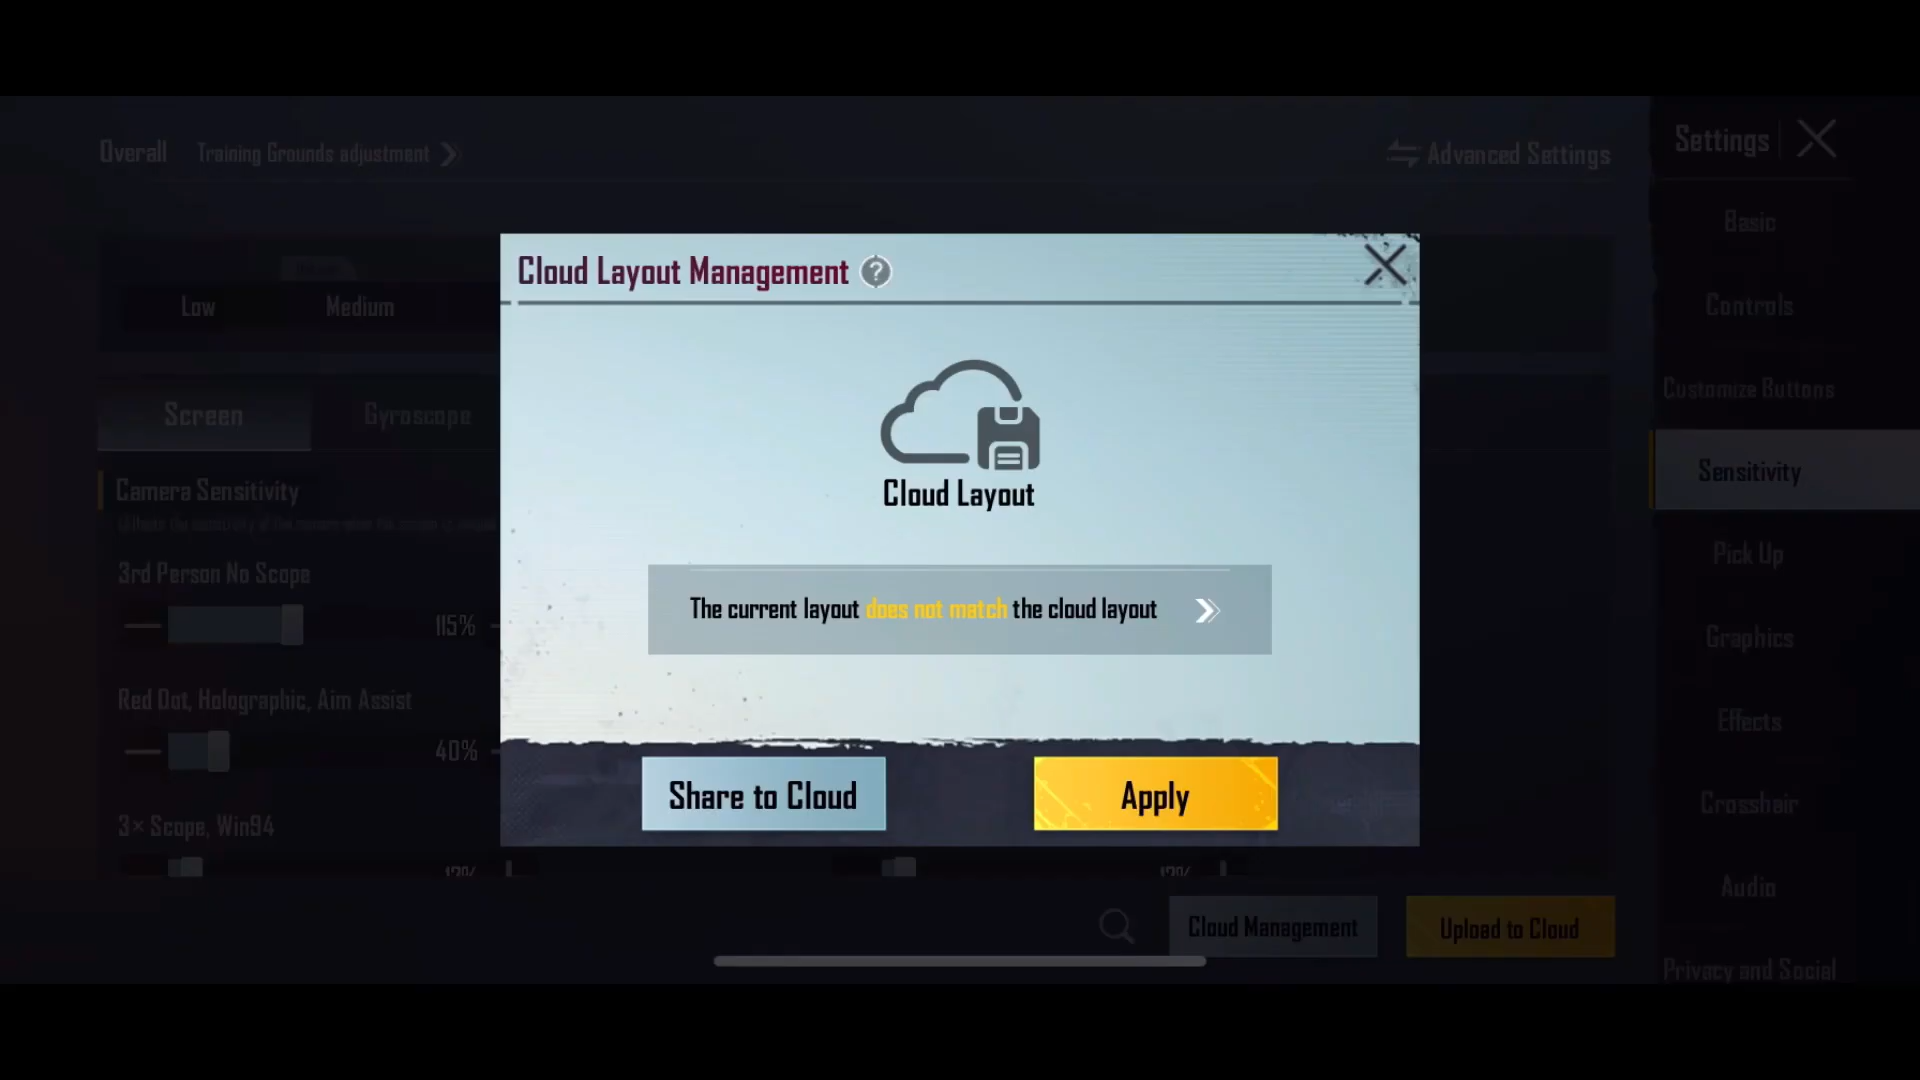 Overall
Training Grounds adjustment
Advanced Settings
Settings
Basic
Controls
Customize Buttons
Sensitivity
Pick Up
Graphics
Effects
Crosshair
Audio
Privacy and Social
Low
Medium
Screen
Gyroscope
Camera Sensitivity
3rd Person No Scope
115%
Red Dot, Holographic, Aim Assist
40%
3× Scope, Win94
12%
12%
Cloud Layout Management ?
Cloud Layout
The current layout does not match the cloud layout
Share to Cloud
Apply
Cloud Management
Upload to Cloud